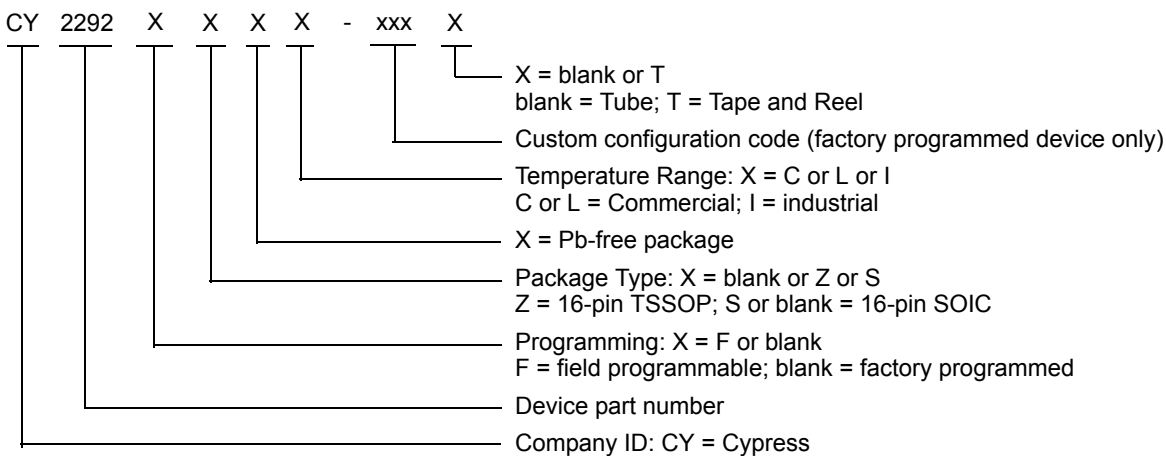 CY 2292 X X X X - xxx X
X = blank or T
blank = Tube; T = Tape and Reel
Custom configuration code (factory programmed device only)
Temperature Range: X = C or L or I
C or L = Commercial; I = industrial
X = Pb-free package
Package Type: X = blank or Z or S
Z = 16-pin TSSOP; S or blank = 16-pin SOIC
Programming: X = F or blank
F = field programmable; blank = factory programmed
Device part number
Company ID: CY = Cypress